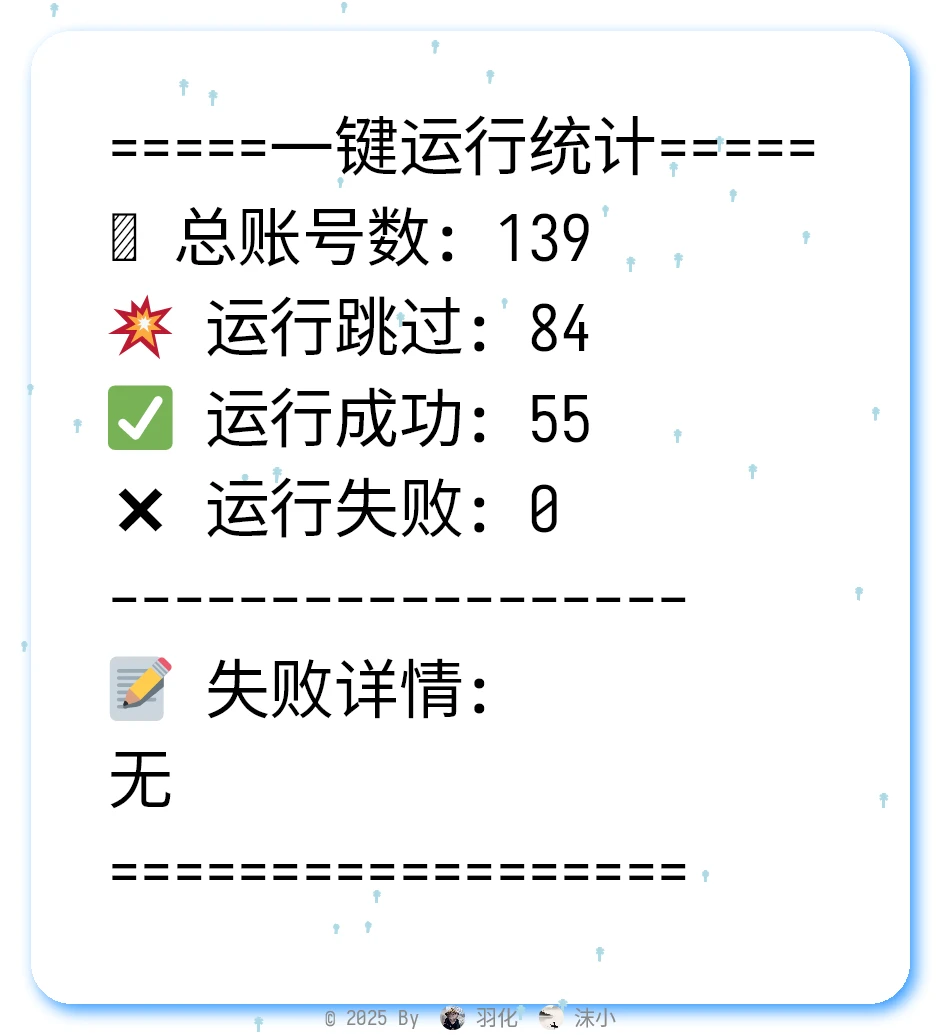 =====一键运行统计=====
总账号数：139
💥 运行跳过：84
✅ 运行成功：55
❌ 运行失败：0
------------------
📝 失败详情：
无
==================
© 2025 By 羽化 沫小